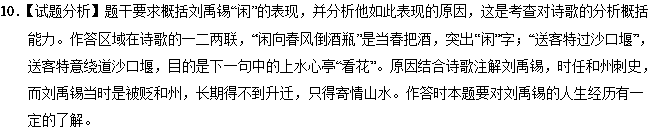 10.【试题分析】题干要求概括刘禹锡“闲”的表现，并分析他如此表现的原因，这是考查对诗歌的分析概括
能力。作答区域在诗歌的一二两联，“闲向春风倒酒瓶”是当春把酒，突出“闲”字；“送客特过沙口堰”，
送客特意绕道沙口堰，目的是下一句中的上水心亭“看花”。原因结合诗歌注解刘禹锡，时任和州刺史，
而刘禹锡当时是被贬和州，长期得不到升迁，只得寄情山水。作答时本题要对刘禹锡的人生经历有一
定的了解。